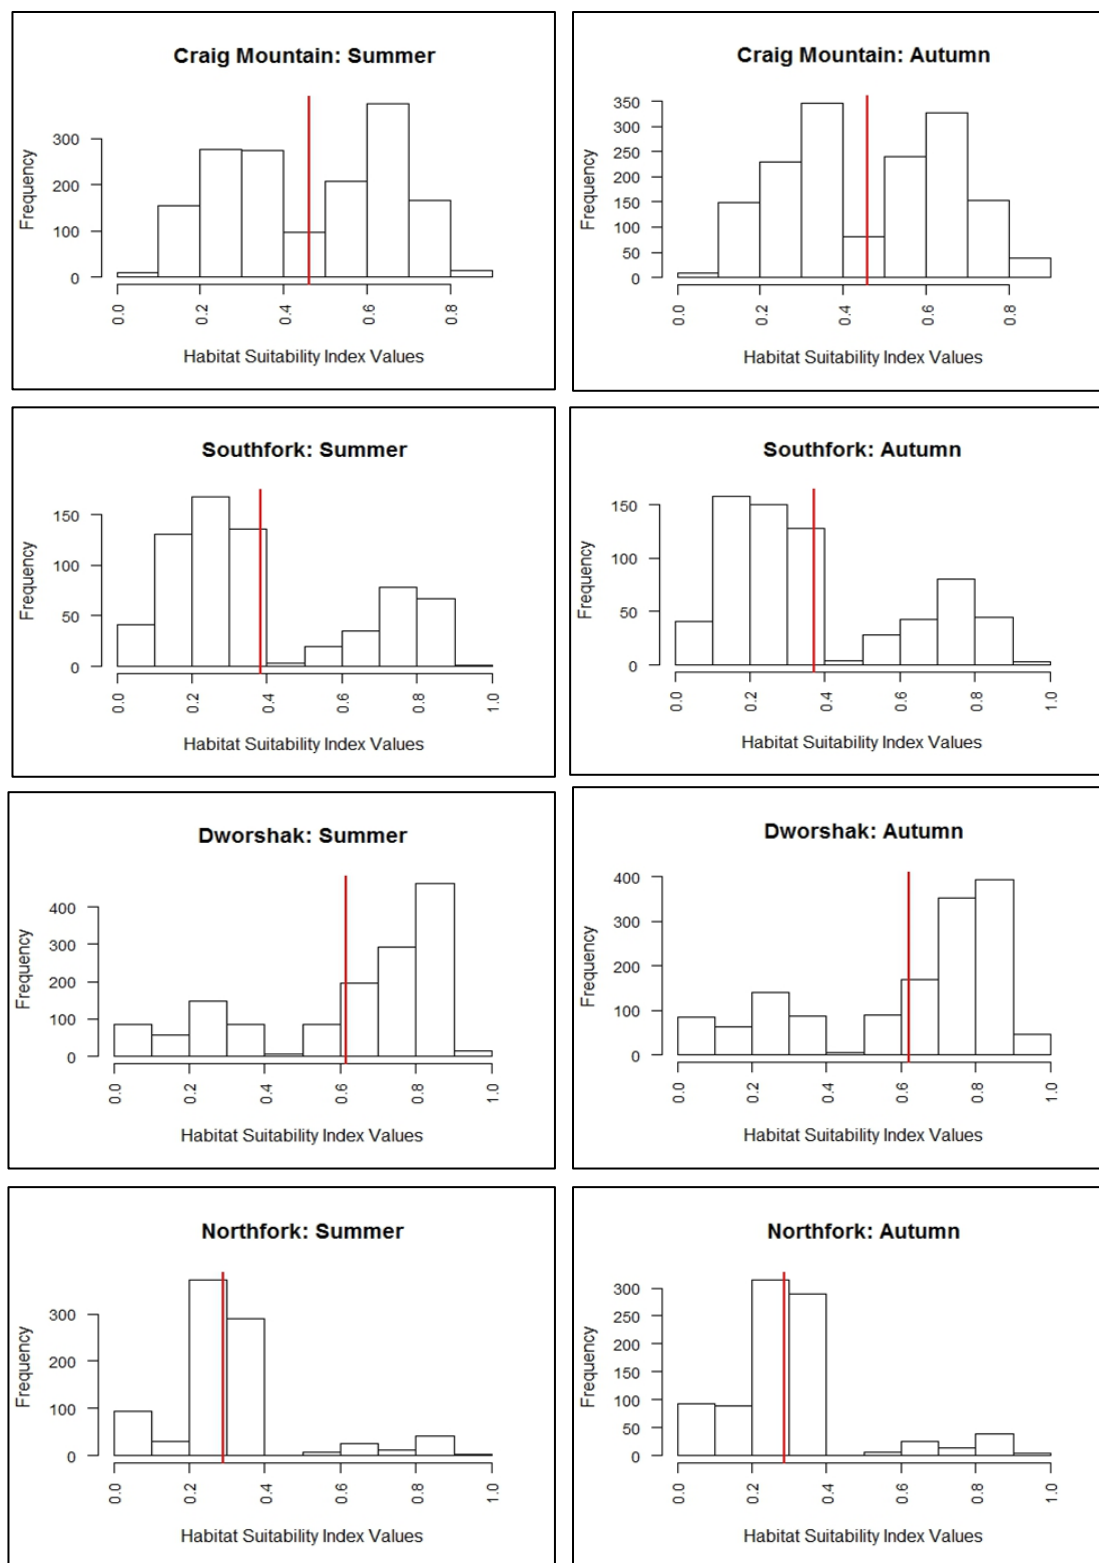 Craig Mountain: Summer
Frequency
300
200
100
0
0.0 0.2 0.4 0.6 0.8
Habitat Suitability Index Values
Craig Mountain: Autumn
Frequency
350
300
250
200
150
100
50
0
0.0 0.2 0.4 0.6 0.8
Habitat Suitability Index Values
Southfork: Summer
Frequency
150
100
50
0
0.0 0.2 0.4 0.6 0.8 1.0
Habitat Suitability Index Values
Southfork: Autumn
Frequency
150
100
50
0
0.0 0.2 0.4 0.6 0.8 1.0
Habitat Suitability Index Values
Dworshak: Summer
Frequency
400
300
200
100
0
0.0 0.2 0.4 0.6 0.8 1.0
Habitat Suitability Index Values
Dworshak: Autumn
Frequency
400
300
200
100
0
0.0 0.2 0.4 0.6 0.8 1.0
Habitat Suitability Index Values
Northfork: Summer
Frequency
300
200
100
0
0.0 0.2 0.4 0.6 0.8 1.0
Habitat Suitability Index Values
Northfork: Autumn
Frequency
300
250
200
150
100
50
0
0.0 0.2 0.4 0.6 0.8 1.0
Habitat Suitability Index Values